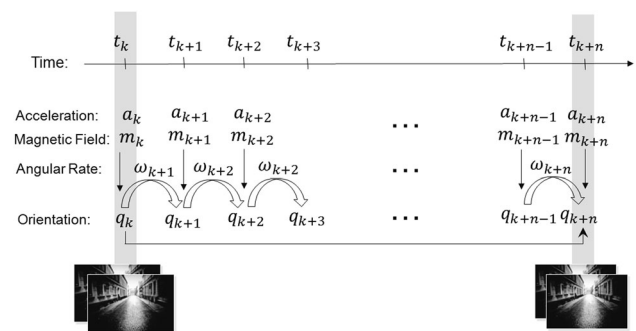 t_k t_{k+1} t_{k+2} t_{k+3} t_{k+n-1} t_{k+n}
Time:
Acceleration: a_k a_{k+1} a_{k+2} a_{k+n-1} a_{k+n}
Magnetic Field: m_k m_{k+1} m_{k+2} ... m_{k+n-1} m_{k+n}
Angular Rate: ω_{k+1} ω_{k+2} ω_{k+2} ... ω_{k+n}
Orientation: q_k q_{k+1} q_{k+2} q_{k+3} ... q_{k+n-1} q_{k+n}